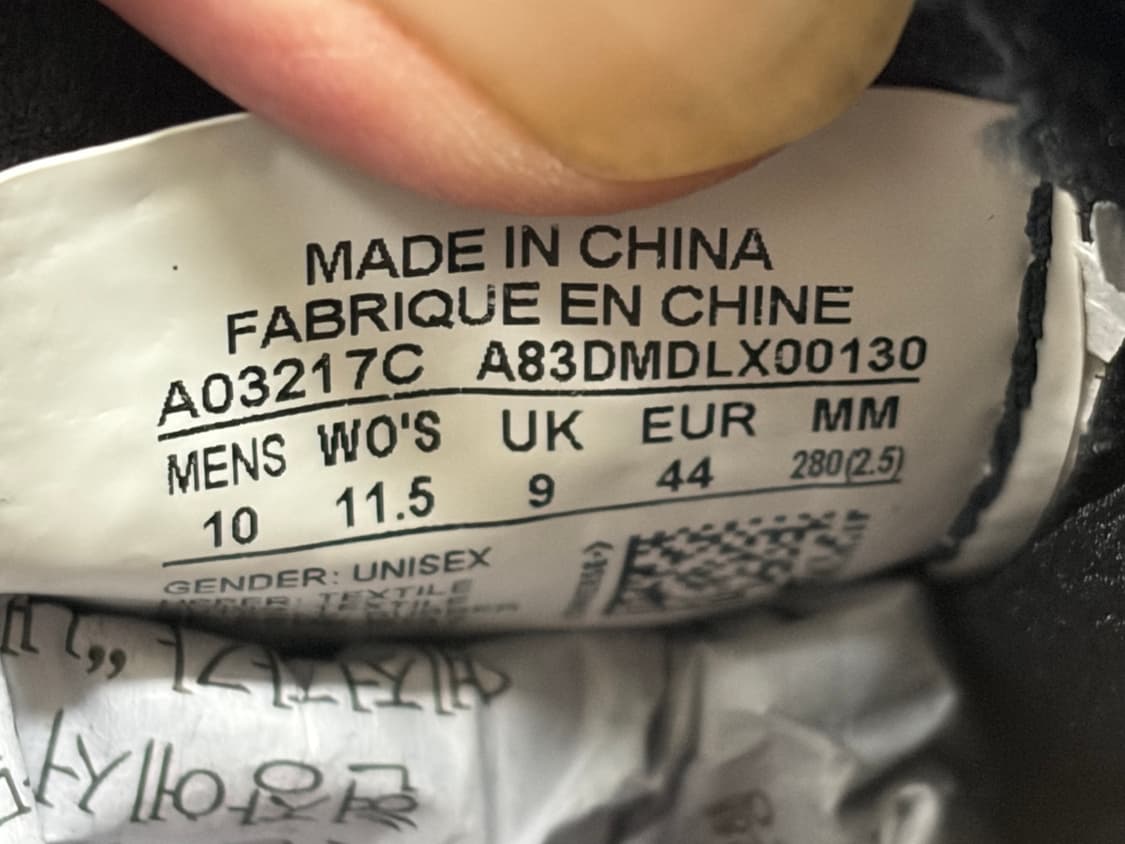 MADE IN CHINA
FABRIQUE EN CHINE
A03217C A83DMDLX00130
MENS WO'S UK EUR MM
10 11.5 9 44 280(2.5)
GENDER: UNISEX
UPPER: TEXTILE